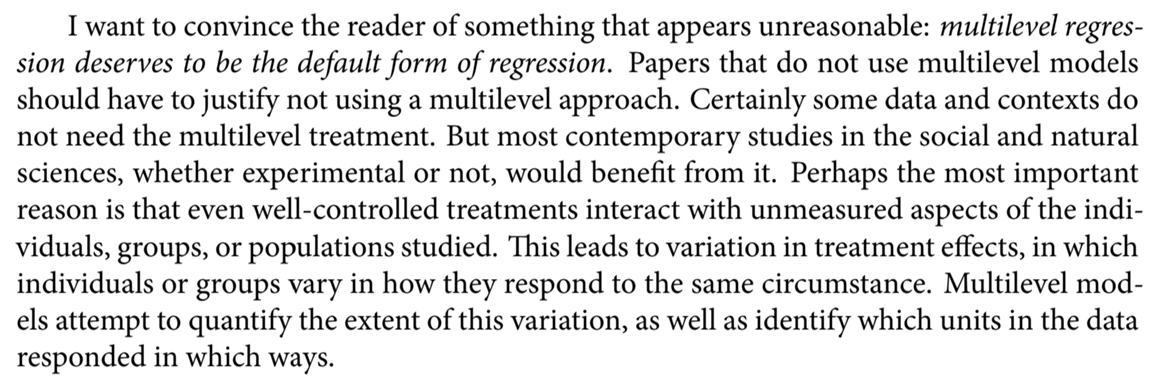 I want to convince the reader of something that appears unreasonable: multilevel regres-
sion deserves to be the default form of regression. Papers that do not use multilevel models
should have to justify not using a multilevel approach. Certainly some data and contexts do
not need the multilevel treatment. But most contemporary studies in the social and natural
sciences, whether experimental or not, would benefit from it. Perhaps the most important
reason is that even well-controlled treatments interact with unmeasured aspects of the indi-
viduals, groups, or populations studied. This leads to variation in treatment effects, in which
individuals or groups vary in how they respond to the same circumstance. Multilevel mod-
els attempt to quantify the extent of this variation, as well as identify which units in the data
responded in which ways.